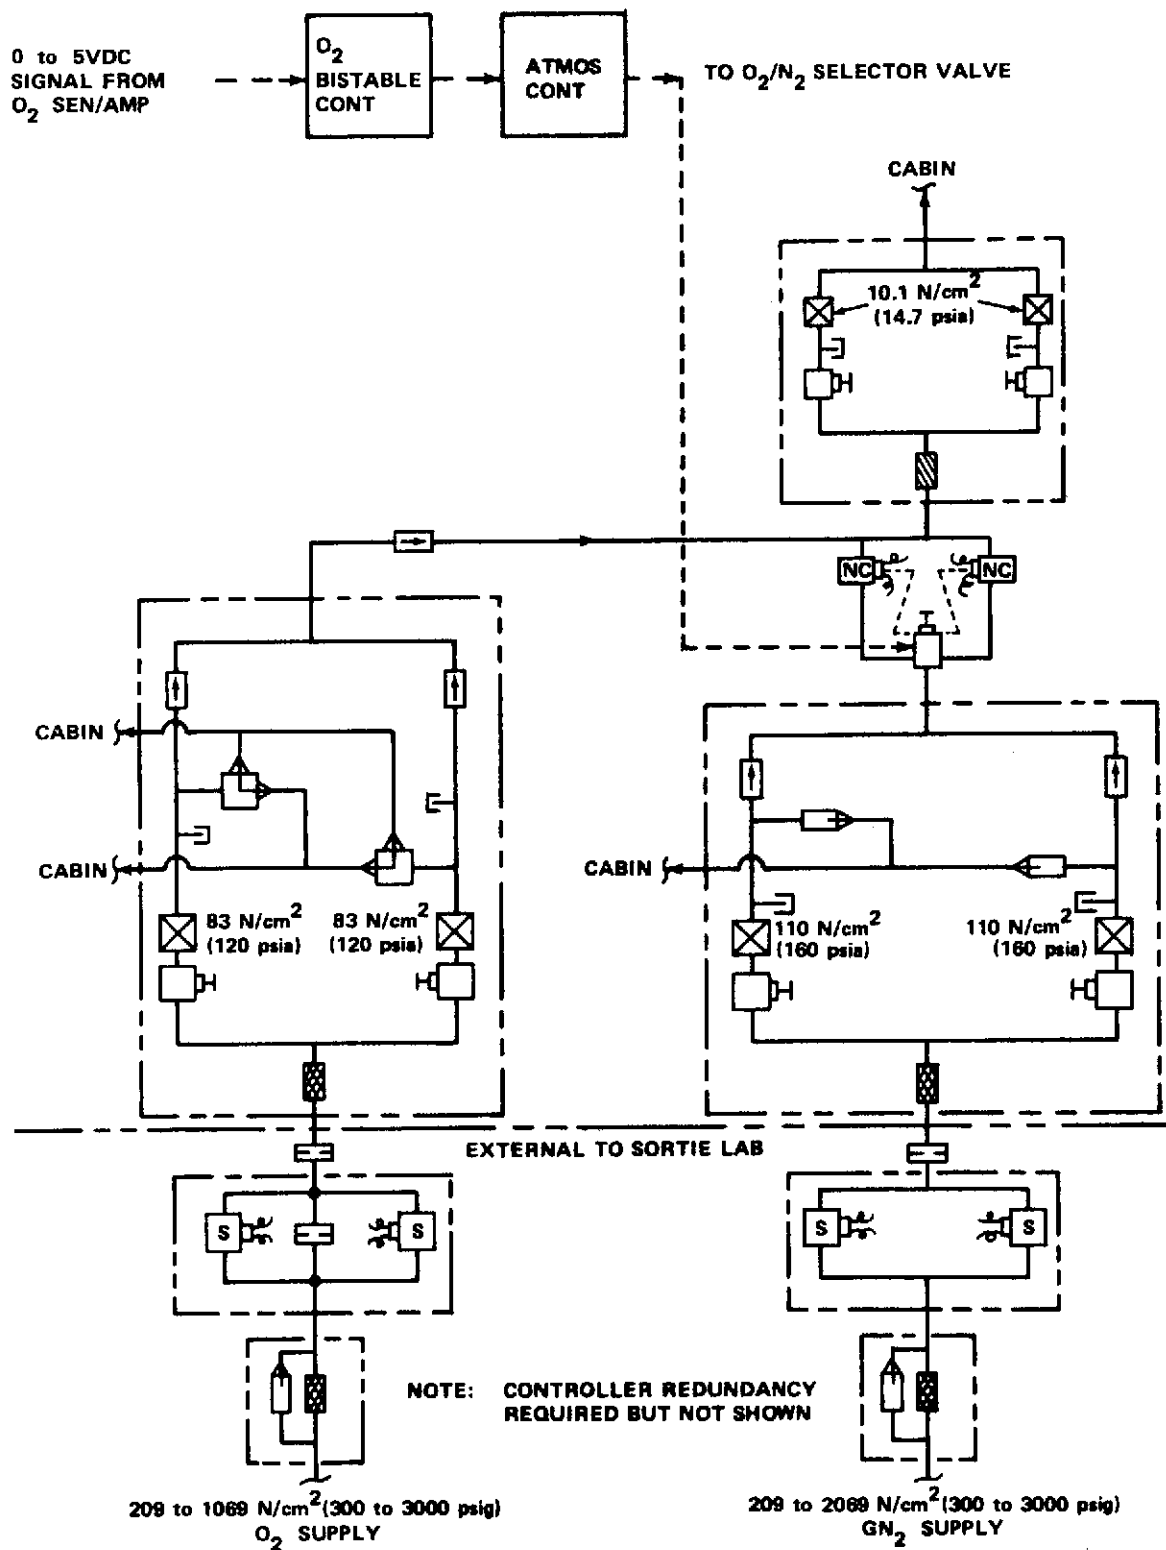 0 to 5VDC
SIGNAL FROM
O2 SEN/AMP
O2
BISTABLE
CONT
ATMOS
CONT
TO O2/N2 SELECTOR VALVE
CABIN
10.1 N/cm2
(14.7 psia)
NC
NC
CABIN
CABIN
83 N/cm2
(120 psia)
83 N/cm2
(120 psia)
CABIN
110 N/cm2
(160 psia)
110 N/cm2
(160 psia)
EXTERNAL TO SORTIE LAB
S
S
S
S
NOTE: CONTROLLER REDUNDANCY
REQUIRED BUT NOT SHOWN
209 to 1069 N/cm2(300 to 3000 psig)
O2 SUPPLY
209 to 2069 N/cm2(300 to 3000 psig)
GN2 SUPPLY